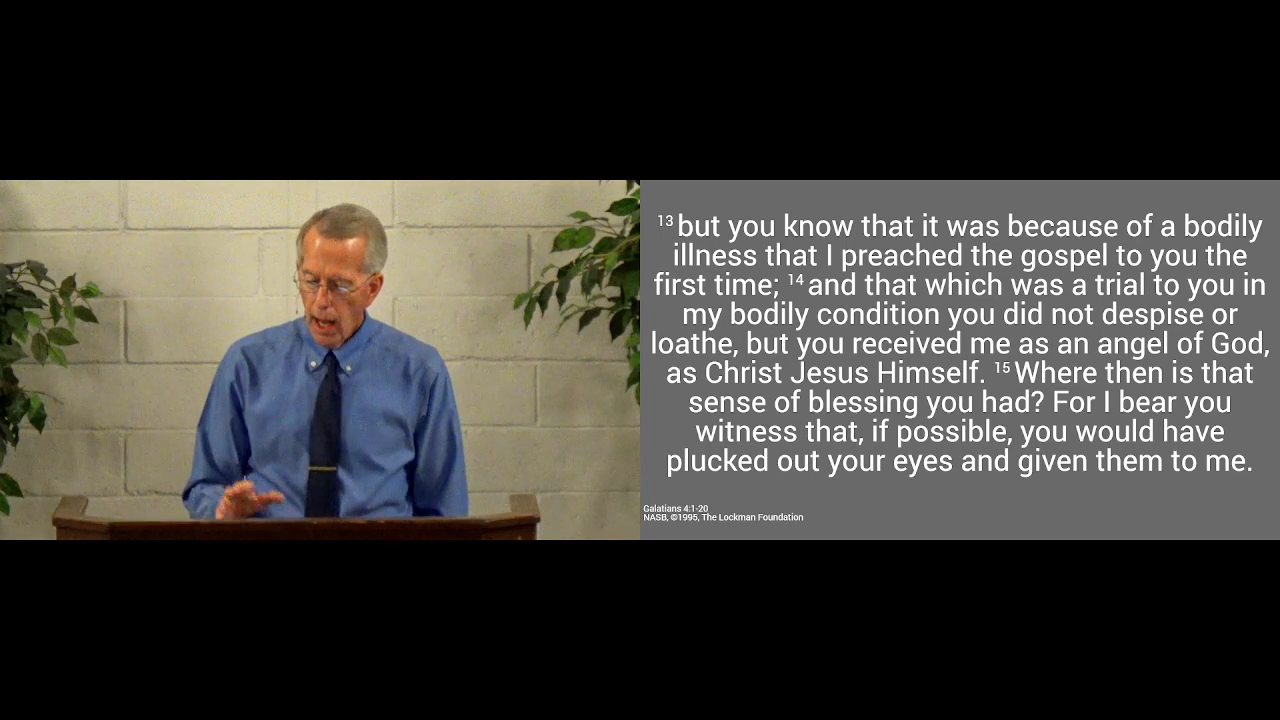 13 but you know that it was because of a bodily
illness that I preached the gospel to you the
first time; 14 and that which was a trial to you in
my bodily condition you did not despise or
loathe, but you received me as an angel of God,
as Christ Jesus Himself. 15 Where then is that
sense of blessing you had? For I bear you
witness that, if possible, you would have
plucked out your eyes and given them to me.
Galatians 4:1-20
NASB, ©1995, The Lockman Foundation